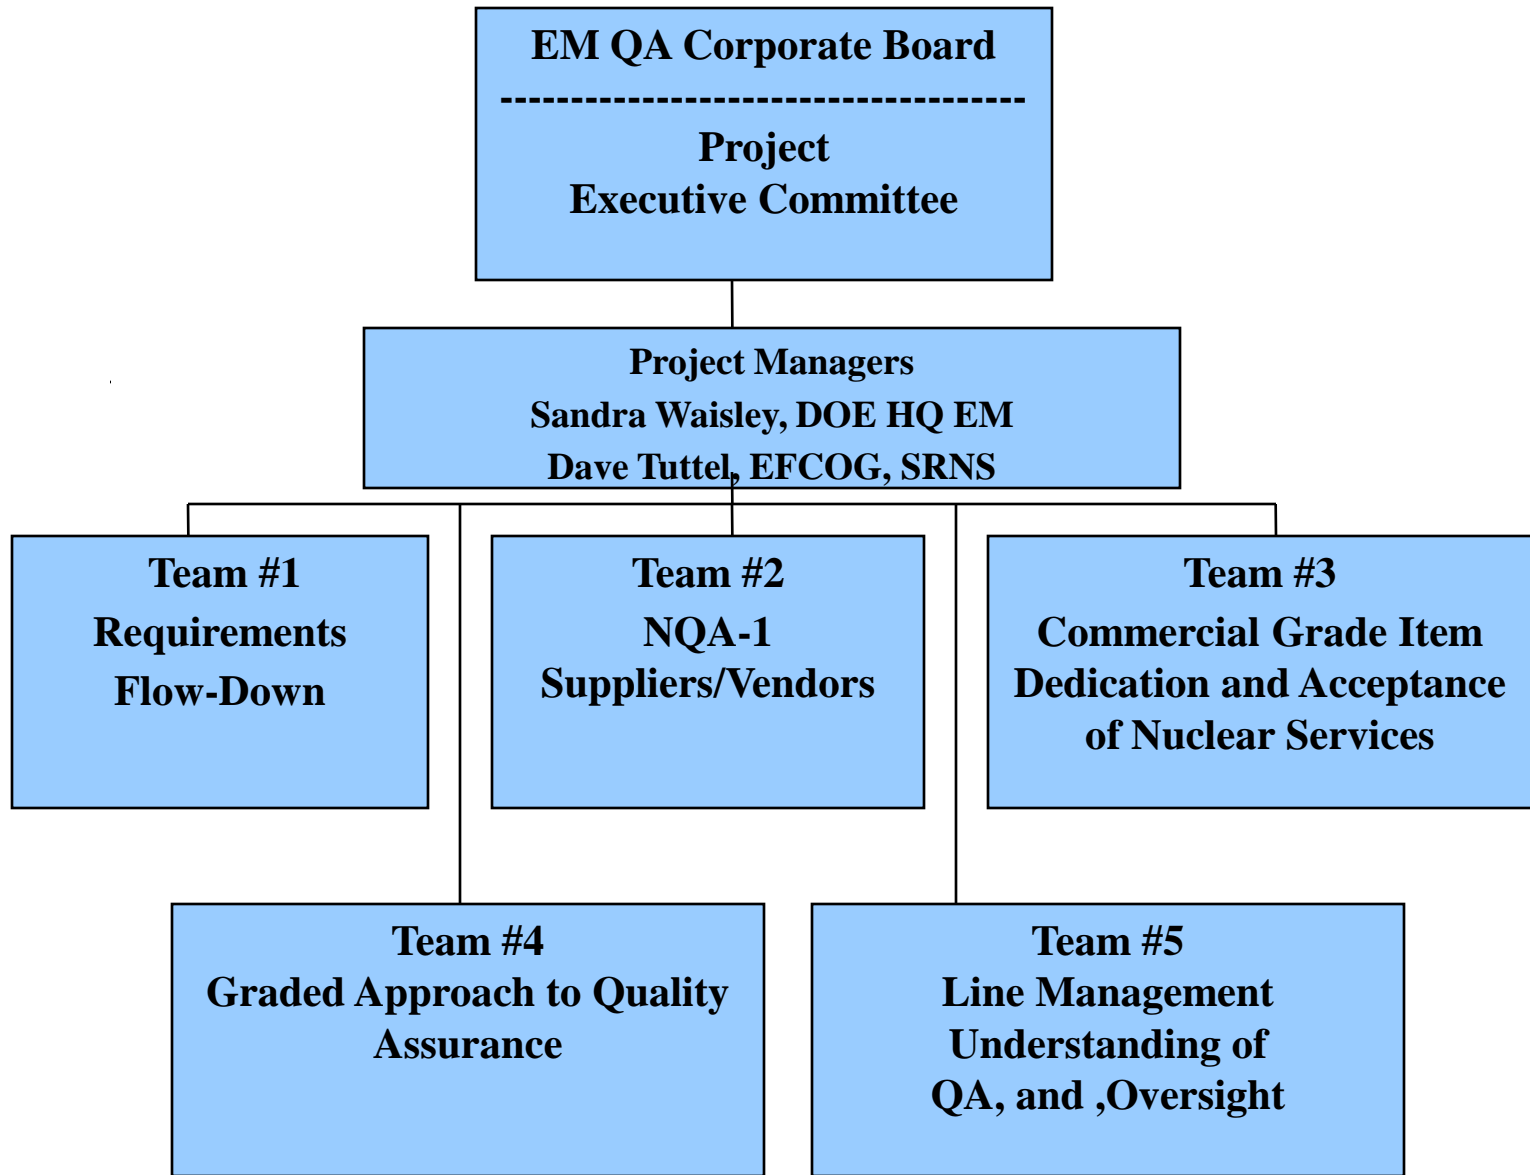 EM QA Corporate Board
-------------------------------------
Project
Executive Committee
Project Managers
Sandra Waisley, DOE HQ EM
Dave Tuttel, EFCOG, SRNS
Team #1
Requirements
Flow-Down
Team #2
NQA-1
Suppliers/Vendors
Team #3
Commercial Grade Item
Dedication and Acceptance
of Nuclear Services
Team #4
Graded Approach to Quality
Assurance
Team #5
Line Management
Understanding of
QA, and ,Oversight